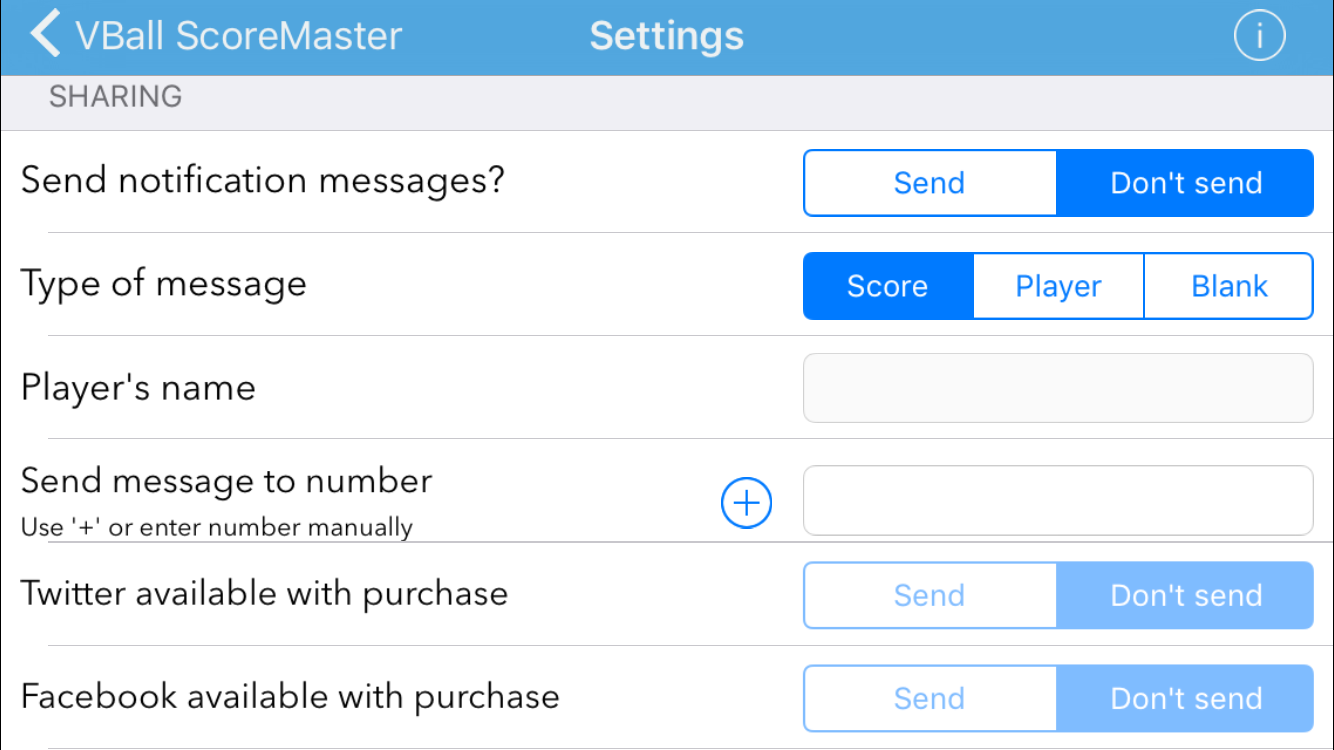 VBall ScoreMaster Settings i
SHARING
Send notification messages? Send Don't send
Type of message Score Player Blank
Player's name
Send message to number
Use '+' or enter number manually
Twitter available with purchase Send Don't send
Facebook available with purchase Send Don't send